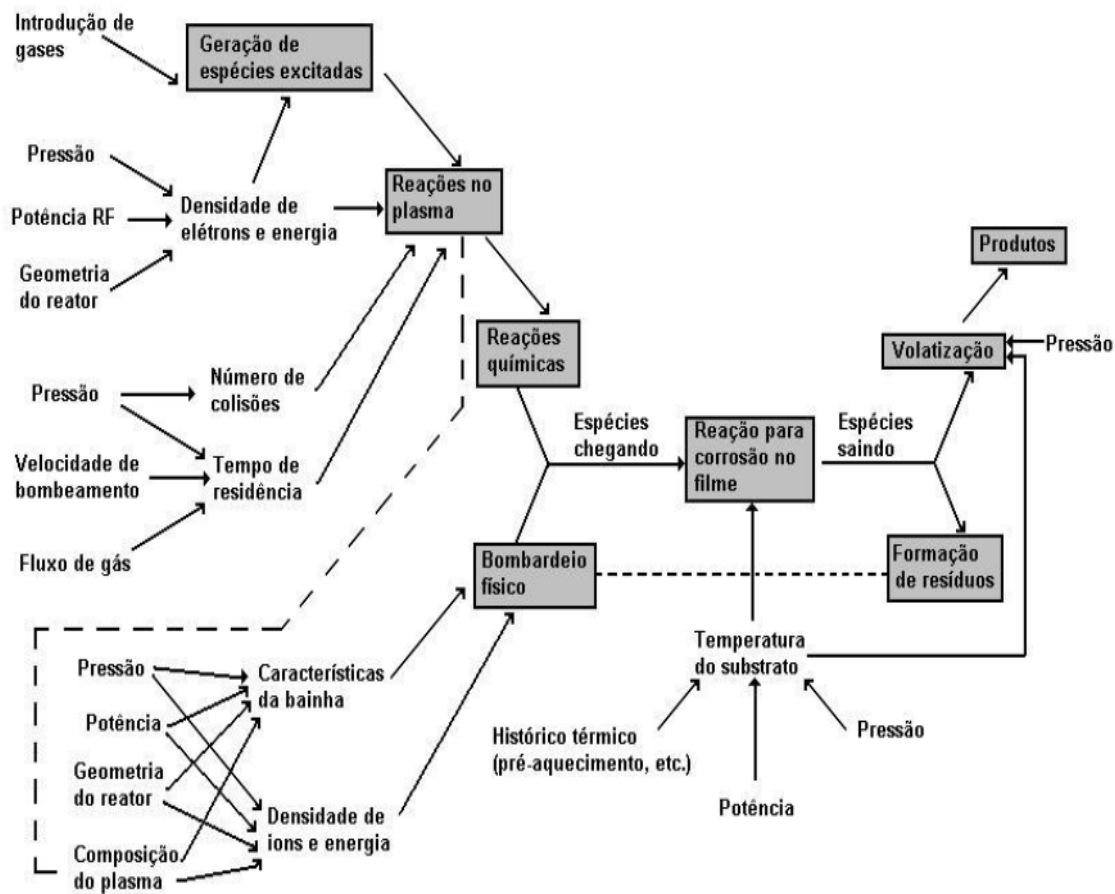 Introdução de
gases
Geração de
espécies excitadas
Pressão
Potência RF
Geometria
do reator
Densidade de
elétrons e energia
Reações no
plasma
Produtos
Reações
químicas
Volatização
Pressão
Pressão
Número de
colisões
Velocidade de
bombeamento
Tempo de
residência
Fluxo de gás
Espécies
chegando
Reação para
corrosão no
filme
Espécies
saindo
Bombardeio
físico
Formação
de resíduos
Pressão
Características
da bainha
Potência
Geometria
do reator
Densidade de
ions e energia
Composição
do plasma
Temperatura
do substrato
Histórico térmico
(pré-aquecimento, etc.)
Pressão
Potência